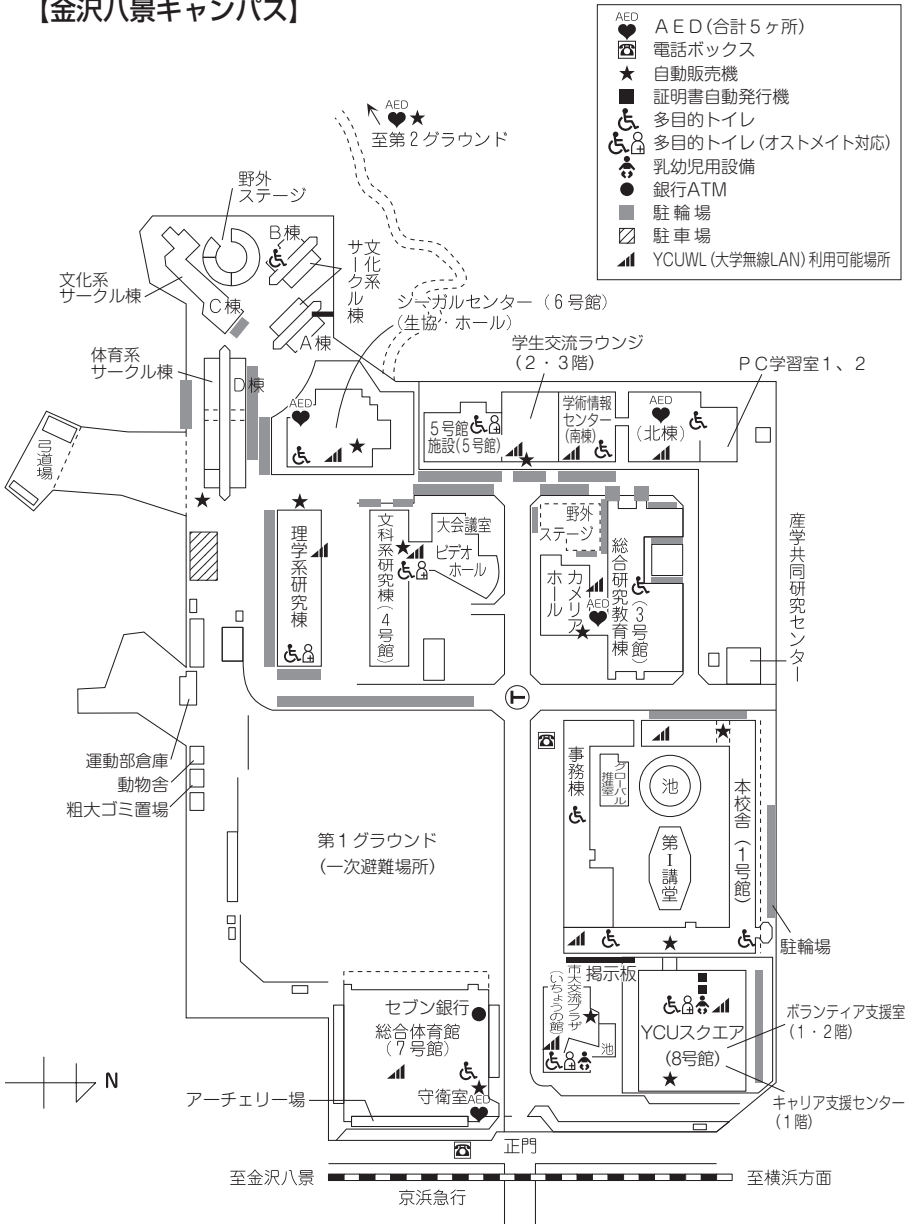 【金沢八景キャンパス】
AED
AED(合計5ヶ所)
電話ボックス
自動販売機
証明書自動発行機
多目的トイレ
多目的トイレ(オストメイト対応)
乳幼児用設備
銀行ATM
駐輪場
駐車場
YCUWL(大学無線LAN)利用可能場所
AED
至第2グラウンド
野外
ステージ
B棟
文化系
サークル棟
文化系
サークル棟
C棟
A棟
シーガルセンター(6号館)
(生協・ホール)
体育系
サークル棟
D棟
AED
学生交流ラウンジ
(2・3階)
PC学習室1、2
5号館
施設(5号館)
学術情報
センター
(南棟)
AED
(北棟)
弓道場
理学系研究棟
文科系研究棟(4号館)
大会議室
ビデオ
ホール
野外
ステージ
カメリア
ホール
AED
総合研究教育棟
(3号館)
産学共同研究センター
T
運動部倉庫
動物舎
粗大ゴミ置場
第1グラウンド
(一次避難場所)
事務棟
グローバル
推進室
池
第Ⅰ講堂
本校舎(1号館)
駐輪場
掲示板
市大交流プラザ
(いちょうの館)
池
YCUスクエア
(8号館)
ボランティア支援室
(1・2階)
キャリア支援センター
(1階)
セブン銀行
総合体育館
(7号館)
守衛室
AED
アーチェリー場
N
正門
至金沢八景
京浜急行
至横浜方面